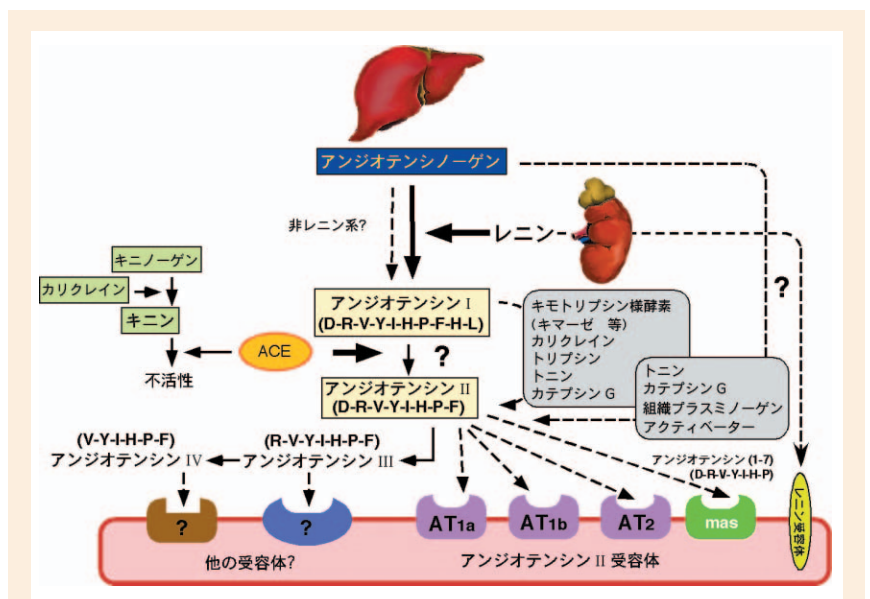 アンジオテンシノーゲン
非レニン系?
レニン
キニノーゲン
カリクレイン
キニン
不活性
ACE
アンジオテンシン I
(D-R-V-Y-I-H-P-F-H-L)
?
アンジオテンシン II
(D-R-V-Y-I-H-P-F)
キモトリプシン様酵素
(キマーゼ 等)
カリクレイン
トリプシン
トニン
カテプシン G
?
トニン
カテプシン G
組織プラスミノーゲン
アクティベーター
(V-Y-I-H-P-F)
アンジオテンシン IV
(R-V-Y-I-H-P-F)
アンジオテンシン III
アンジオテンシン (1-7)
(D-R-V-Y-I-H-P)
?
?
AT1a
AT1b
AT2
mas
レニン受容体
他の受容体?
アンジオテンシン II 受容体